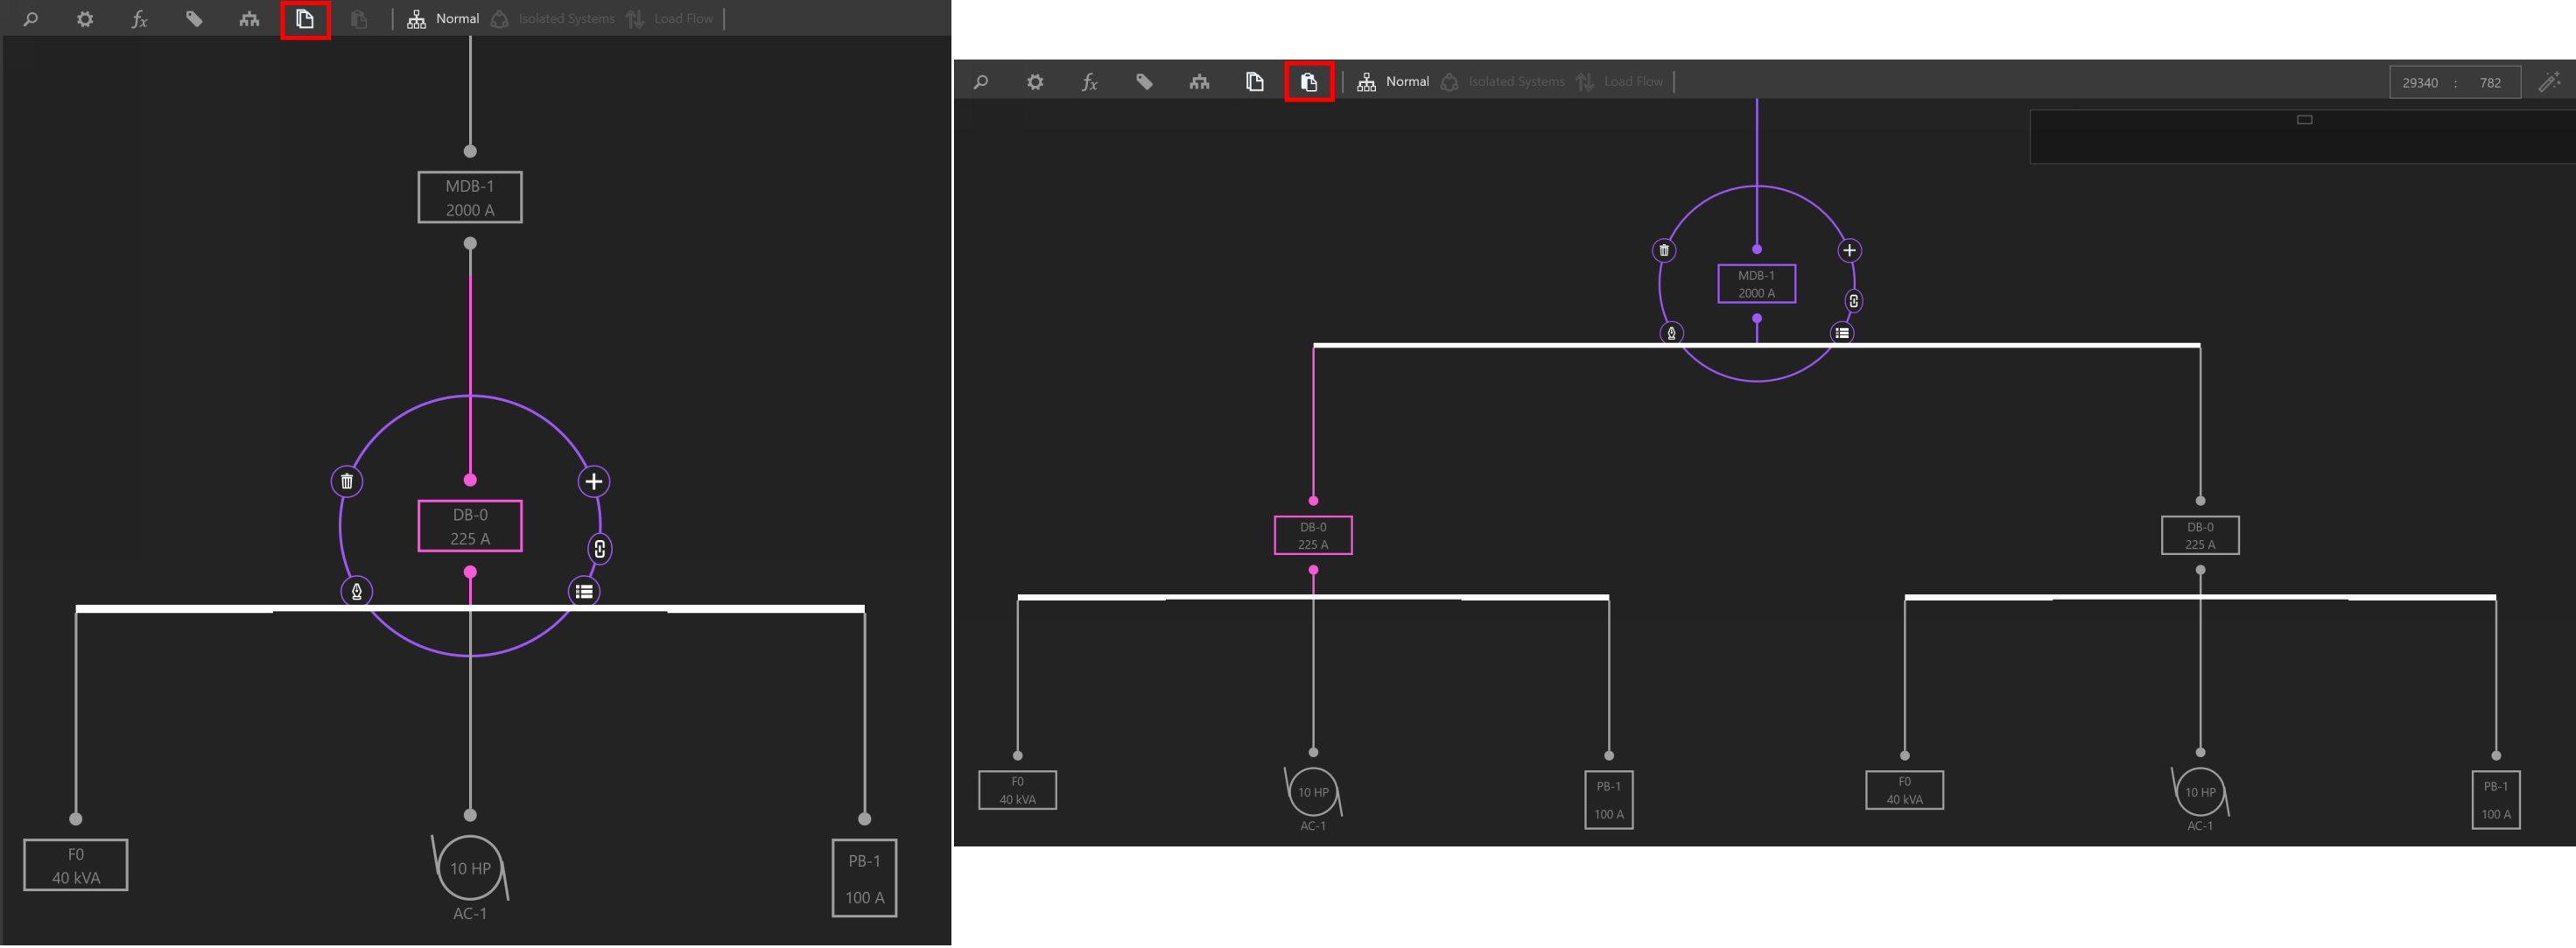 fx
Normal
Isolated Systems
Load Flow
MDB-1
2000 A
DB-0
225 A
F0
40 kVA
10 HP
AC-1
PB-1
100 A
fx
Normal
Isolated Systems
Load Flow
29340 : 782
MDB-1
2000 A
DB-0
225 A
DB-0
225 A
F0
40 kVA
10 HP
AC-1
PB-1
100 A
F0
40 kVA
10 HP
AC-1
PB-1
100 A